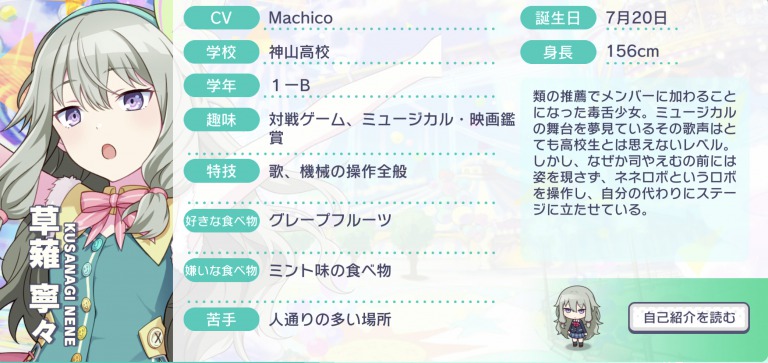 CV
Machico
学校
神山高校
学年
1-B
趣味
対戦ゲーム、ミュージカル・映画鑑
賞
特技
歌、機械の操作全般
好きな食べ物
グレープフルーツ
嫌いな食べ物
ミント味の食べ物
苦手
人通りの多い場所
誕生日
7月20日
身長
156cm
類の推薦でメンバーに加わること
になった毒舌少女。ミュージカル
の舞台を夢見ているその歌声はと
ても高校生とは思えないレベル。
しかし、なぜか司やえむの前には
姿を現さず、ネネロボというロボ
を操作し、自分の代わりにステー
ジに立たせている。
自己紹介を読む
草薙 寧々
KUSANAGI NENE